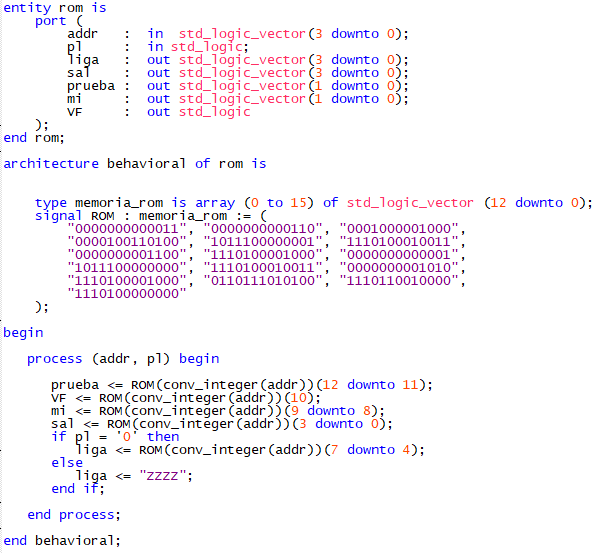 entity rom is
port (
addr : in std_logic_vector(3 downto 0);
pl : in std_logic;
liga : out std_logic_vector(3 downto 0);
sal : out std_logic_vector(3 downto 0);
prueba : out std_logic_vector(1 downto 0);
mi : out std_logic_vector(1 downto 0);
VF : out std_logic
);
end rom;
architecture behavioral of rom is
type memoria_rom is array (0 to 15) of std_logic_vector (12 downto 0);
signal ROM : memoria_rom := (
"0000000000011", "0000000000110", "0001000001000",
"0000100110100", "1011100000001", "1110100010011",
"0000000001100", "1110100001000", "0000000000001",
"1011100000000", "1110100010011", "0000000001010",
"1110100001000", "0110111010100", "1110110010000",
"1110100000000"
);
begin
process (addr, pl) begin
prueba <= ROM(conv_integer(addr))(12 downto 11);
VF <= ROM(conv_integer(addr))(10);
mi <= ROM(conv_integer(addr))(9 downto 8);
sal <= ROM(conv_integer(addr))(3 downto 0);
if pl = '0' then
liga <= ROM(conv_integer(addr))(7 downto 4);
else
liga <= "ZZZZ";
end if;
end process;
end behavioral;